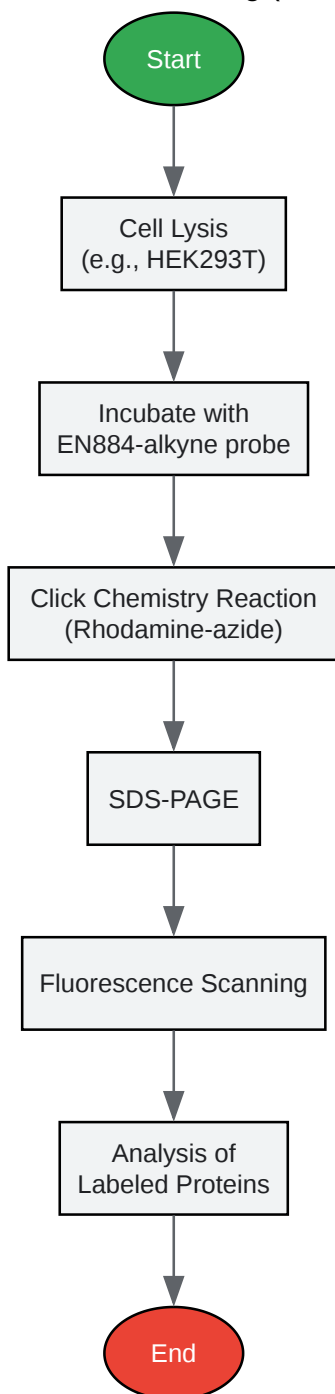 Start
Cell Lysis
(e.g., HEK293T)
Incubate with
EN884-alkyne probe
Click Chemistry Reaction
(Rhodamine-azide)
SDS-PAGE
Fluorescence Scanning
Analysis of
Labeled Proteins
End